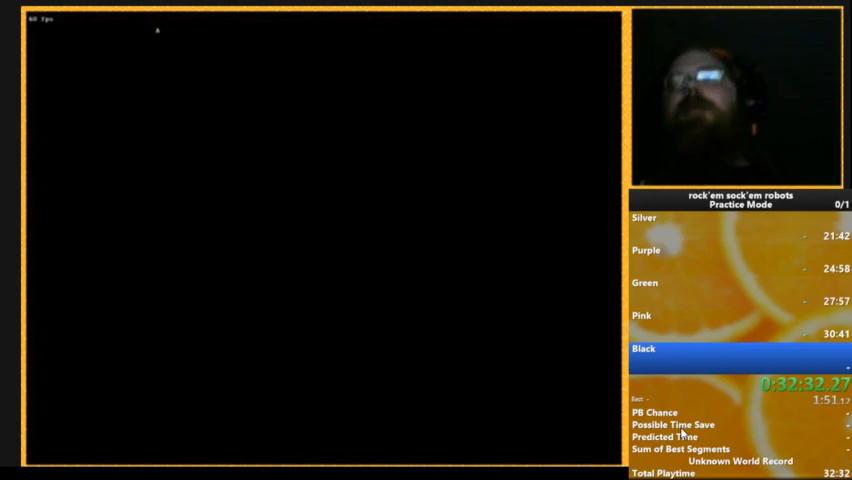 60 fps
A
rock'em sock'em robots
Practice Mode 0/1
Silver
- 21:42
Purple
- 24:58
Green
- 27:57
Pink
- 30:41
Black
-
0:32:32.27
Best - 1:51.12
PB Chance -
Possible Time Save -
Predicted Time -
Sum of Best Segments -
Unknown World Record
Total Playtime 32:32